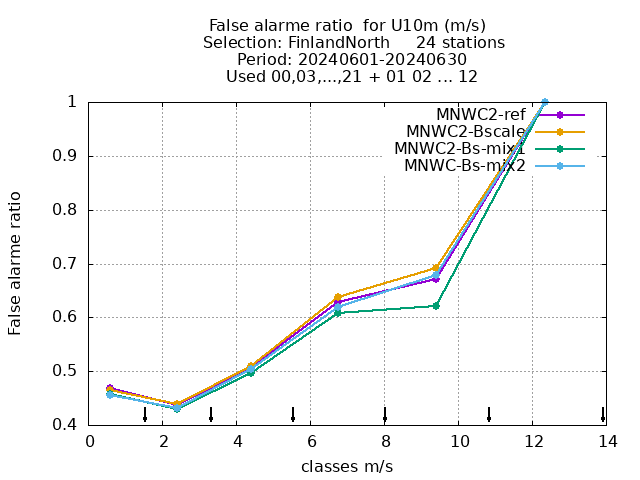 False alarme ratio  for U10m (m/s)
Selection: FinlandNorth     24 stations
Period: 20240601-20240630
Used 00,03,...,21 + 01 02 ... 12
MNWC2-ref
MNWC2-Bscale
MNWC2-Bs-mix1
MNWC-Bs-mix2
False alarme ratio
1
0.9
0.8
0.7
0.6
0.5
0.4
0 2 4 6 8 10 12 14
classes m/s